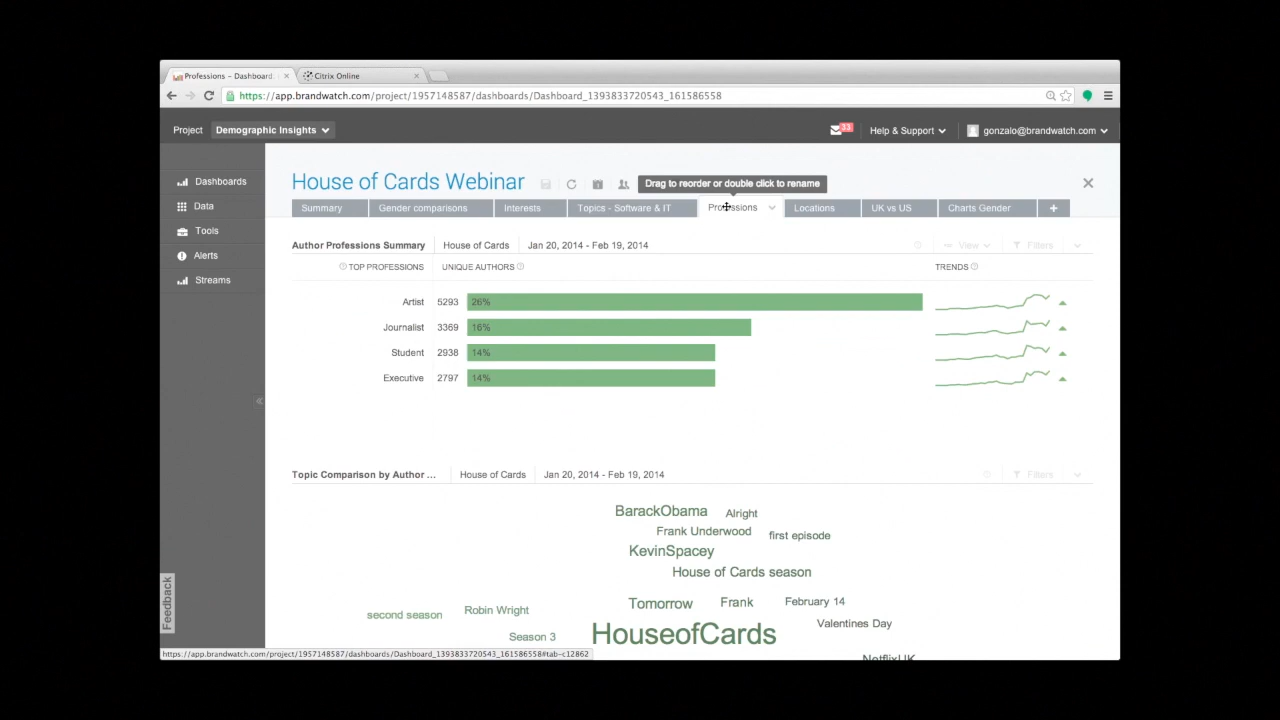 Professions – Dashboard:
Citrix Online
https://app.brandwatch.com/project/1957148587/dashboards/Dashboard_1393833720543_161586558
Project Demographic Insights
33 Help & Support gonzalo@brandwatch.com
Dashboards
Data
Tools
Alerts
Streams
Feedback
House of Cards Webinar
Drag to reorder or double click to rename
Summary Gender comparisons Interests Topics - Software & IT Professions Locations UK vs US Charts Gender +
Author Professions Summary House of Cards Jan 20, 2014 - Feb 19, 2014 View Filters
TOP PROFESSIONS UNIQUE AUTHORS TRENDS
Artist 5293 26%
Journalist 3369 16%
Student 2938 14%
Executive 2797 14%
Topic Comparison by Author ... House of Cards Jan 20, 2014 - Feb 19, 2014 Filters
BarackObama Alright
Frank Underwood first episode
KevinSpacey
House of Cards season
Tomorrow Frank February 14
second season Robin Wright Valentines Day
Season 3 HouseofCards
NetflixUK
https://app.brandwatch.com/project/1957148587/dashboards/Dashboard_1393833720543_161586558#tab-c12862